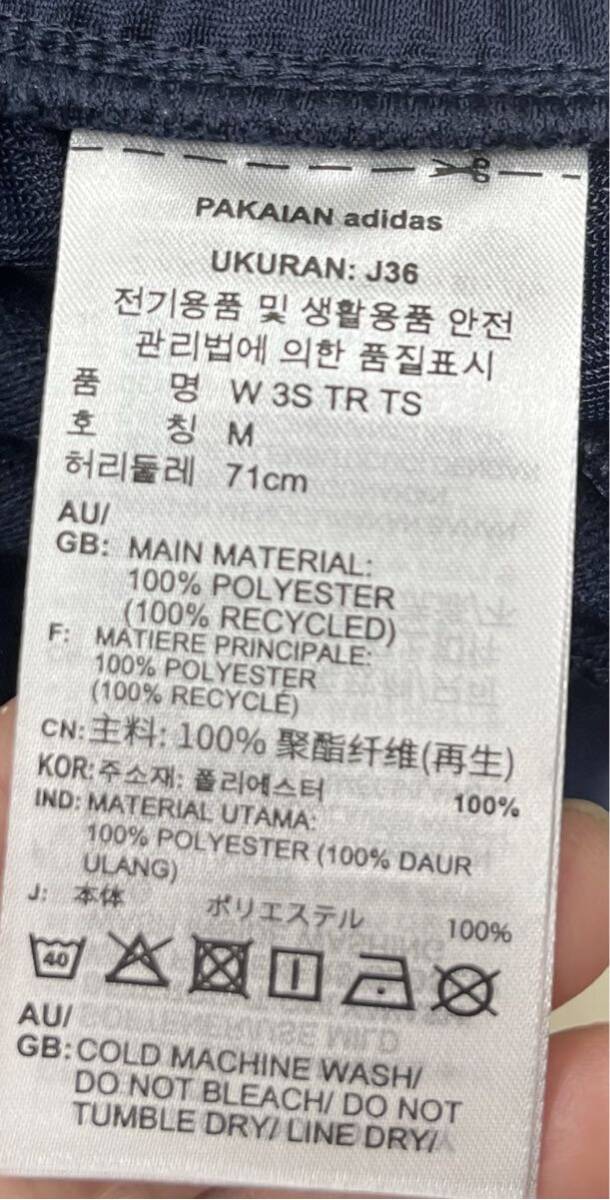 PAKAIAN adidas
UKURAN: J36
전기용품 및 생활용품 안전
관리법에 의한 품질표시
품 명 W 3S TR TS
호 칭 M
허리둘레 71cm
AU/
GB: MAIN MATERIAL:
100% POLYESTER
(100% RECYCLED)
F: MATIERE PRINCIPALE:
100% POLYESTER
(100% RECYCLÉ)
CN: 主料: 100% 聚酯纤维(再生)
KOR: 주소재: 폴리에스터 100%
IND: MATERIAL UTAMA:
100% POLYESTER (100% DAUR
ULANG)
J: 本体 ポリエステル 100%
40
AU/
GB: COLD MACHINE WASH/
DO NOT BLEACH/ DO NOT
TUMBLE DRY/ LINE DRY/